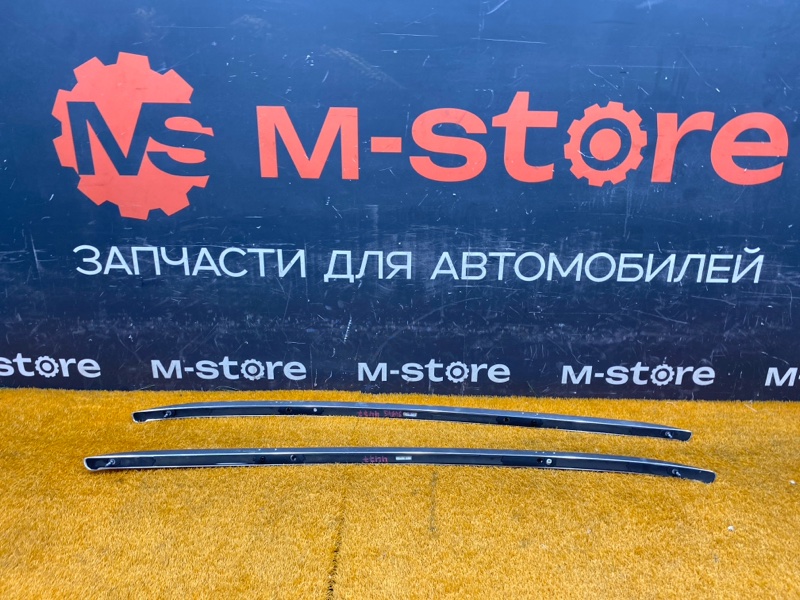 MS M-store
ЗАПЧАСТИ ДЛЯ АВТОМОБИЛЕЙ
-store M-store M-store M-store M-